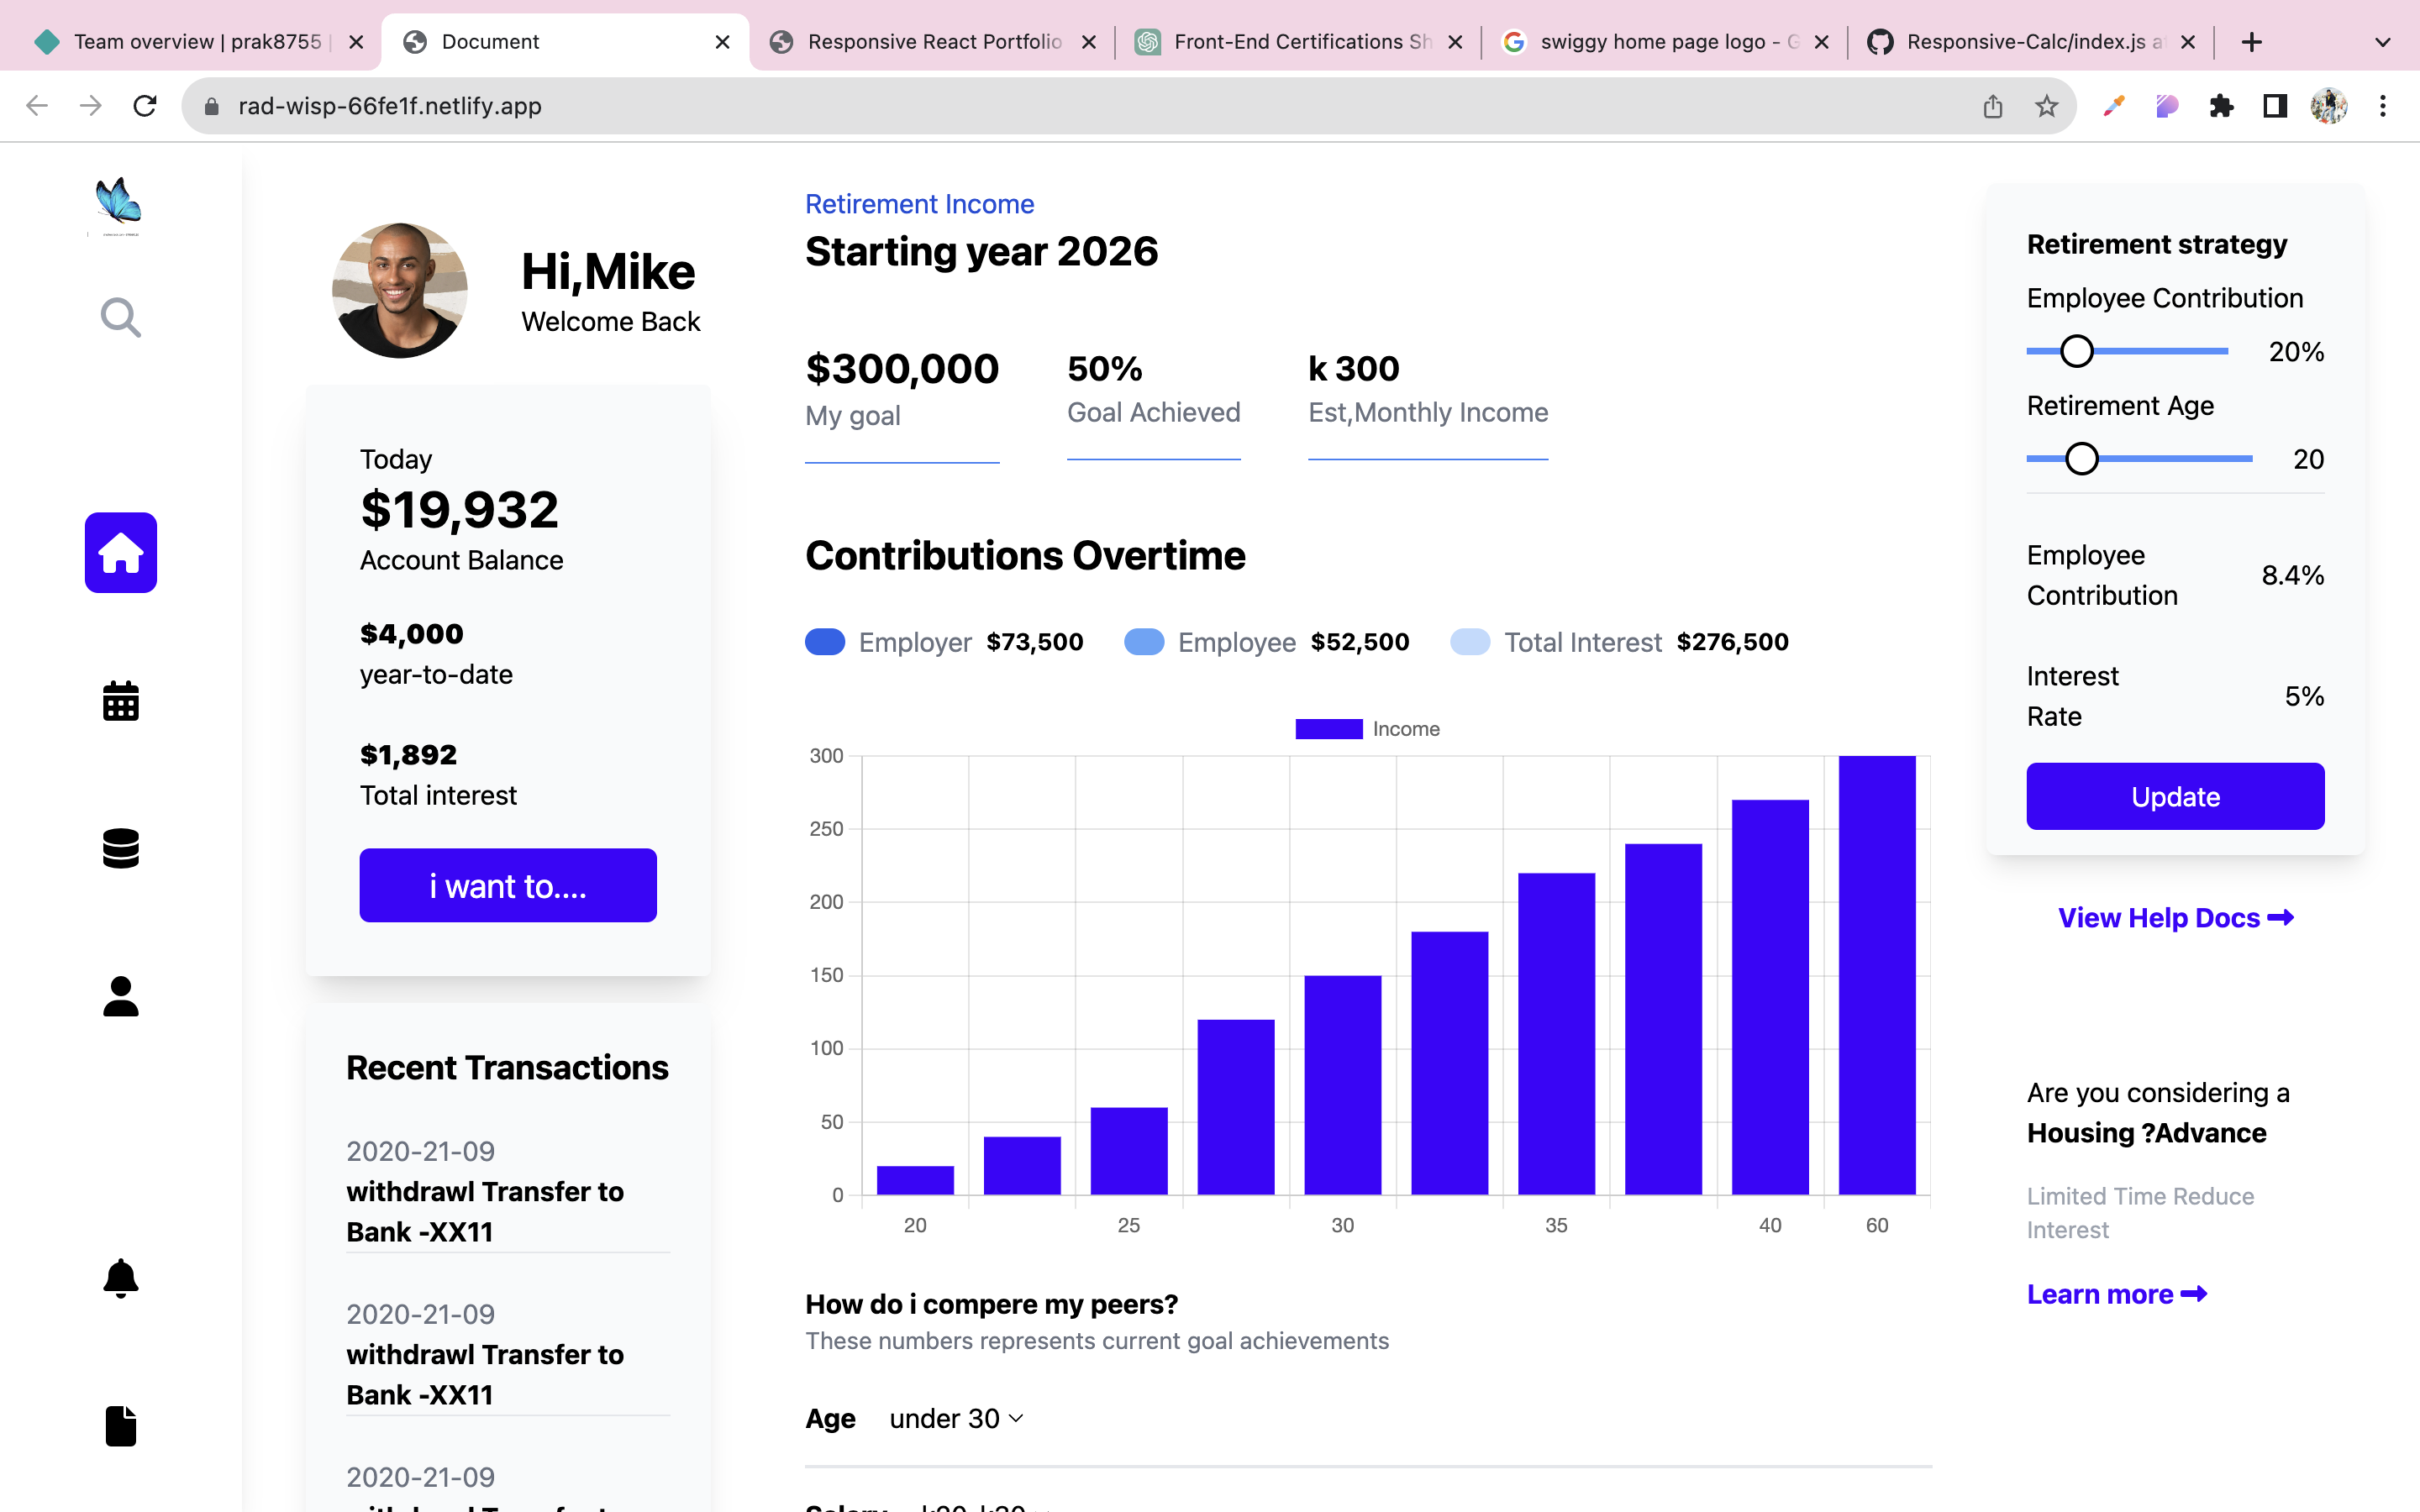 Team overview | prak8755 |
Document
Responsive React Portfolio
Front-End Certifications Sh
swiggy home page logo - G
Responsive-Calc/index.js at
rad-wisp-66fe1f.netlify.app
Hi,Mike
Welcome Back
Today
$19,932
Account Balance
$4,000
year-to-date
$1,892
Total interest
i want to....
Recent Transactions
2020-21-09
withdrawl Transfer to
Bank -XX11
2020-21-09
withdrawl Transfer to
Bank -XX11
2020-21-09
Retirement Income
Starting year 2026
$300,000
My goal
50%
Goal Achieved
k 300
Est,Monthly Income
Contributions Overtime
Employer $73,500
Employee $52,500
Total Interest $276,500
Income
300
250
200
150
100
50
0
20 25 30 35 40 60
How do i compere my peers?
These numbers represents current goal achievements
Age under 30
Retirement strategy
Employee Contribution
20%
Retirement Age
20
Employee
Contribution
8.4%
Interest
Rate
5%
Update
View Help Docs
Are you considering a
Housing ?Advance
Limited Time Reduce
Interest
Learn more